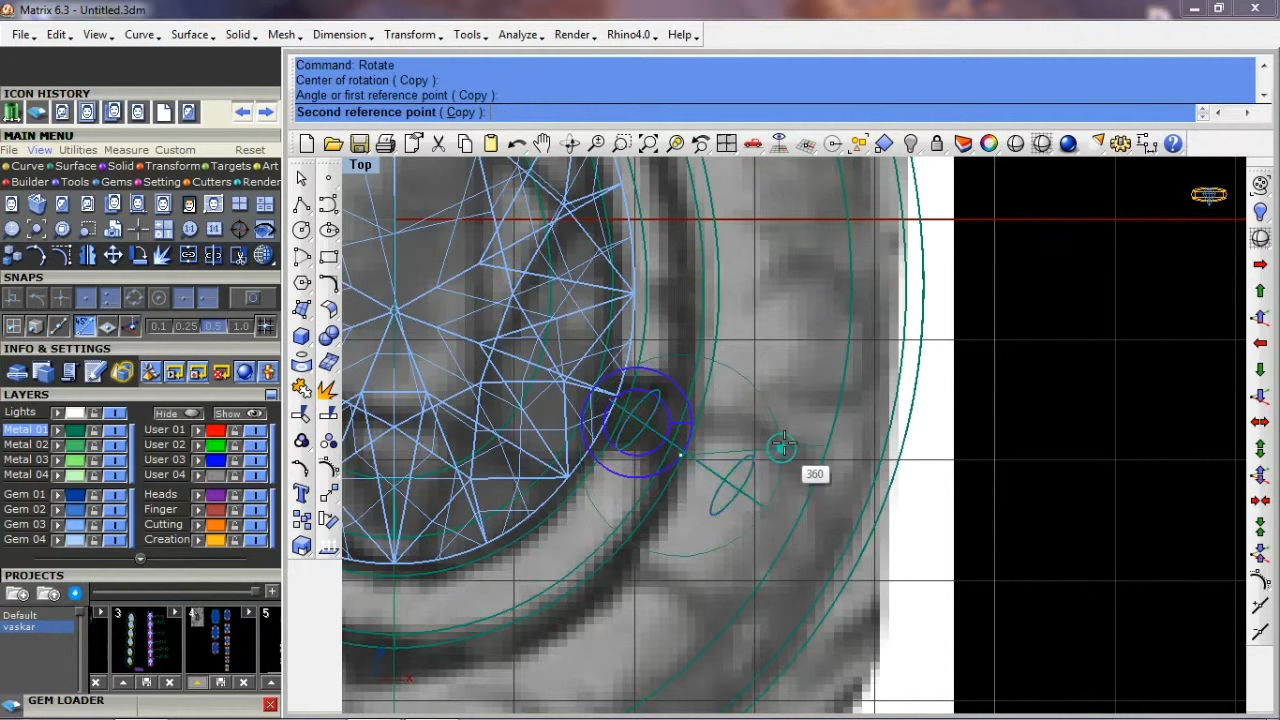 Matrix 6.3 - Untitled.3dm
File Edit View Curve Surface Solid Mesh Dimension Transform Tools Analyze Render Rhino4.0 Help
Command: Rotate
Center of rotation ( Copy ):
Angle or first reference point ( Copy ):
Second reference point ( Copy ):
ICON HISTORY
MAIN MENU
File View Utilities Measure Custom Reset
Curve Surface Solid Transform Targets Art
Builder Tools Gems Setting Cutters Render
SNAPS
0.1 0.25 0.5 1.0
INFO & SETTINGS
LAYERS
Lights Hide Show
Metal 01 User 01
Metal 02 User 02
Metal 03 User 03
Metal 04 User 04
Gem 01 Heads
Gem 02 Finger
Gem 03 Cutting
Gem 04 Creation
PROJECTS
Default
vaskar
3 4 5
GEM LOADER
Top
360
x